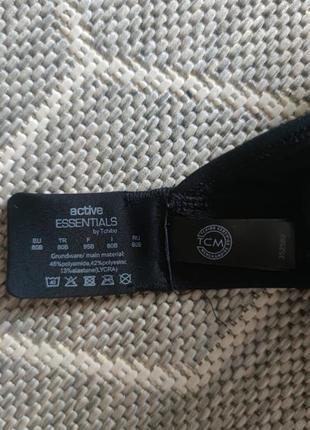 active
ESSENTIALS
by Tchibo
EU TR F I RU
80B 80B 95B 80B 80B
Grundware/ main material:
45%polyamide,42%polyester,
13%elastane(LYCRA)
40
TCM